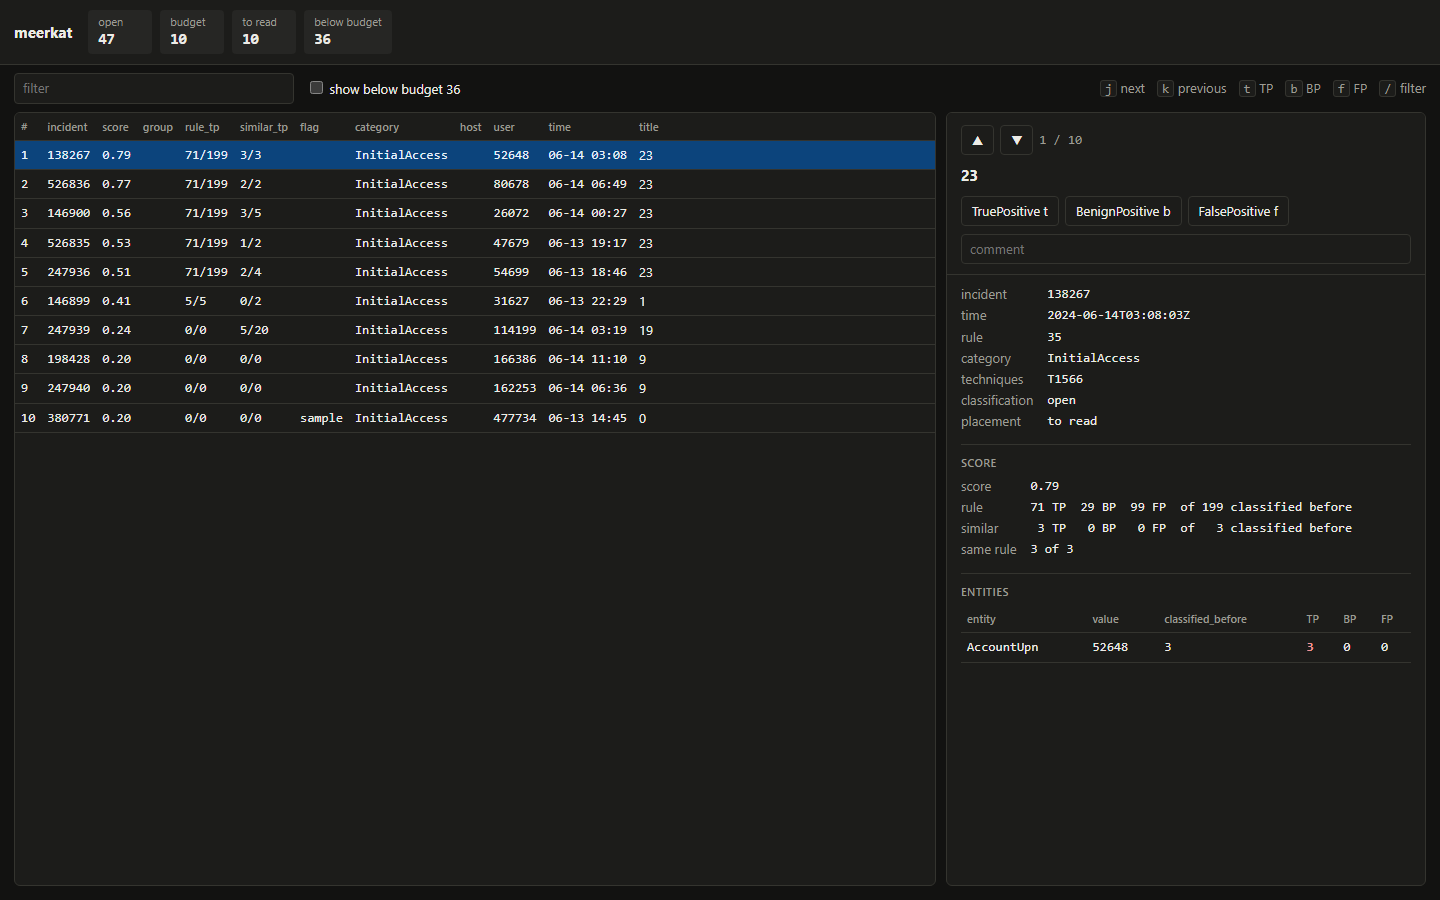 meerkat
open budget to read below budget
47 10 10 36
filter show below budget 36 j next k previous t TP b BP f FP / filter
# incident score group rule_tp similar_tp flag category host user time title
1 138267 0.79 71/199 3/3 InitialAccess 52648 06-14 03:08 23
2 526836 0.77 71/199 2/2 InitialAccess 80678 06-14 06:49 23
3 146900 0.56 71/199 3/5 InitialAccess 26072 06-14 00:27 23
4 526835 0.53 71/199 1/2 InitialAccess 47679 06-13 19:17 23
5 247936 0.51 71/199 2/4 InitialAccess 54699 06-13 18:46 23
6 146899 0.41 5/5 0/2 InitialAccess 31627 06-13 22:29 1
7 247939 0.24 0/0 5/20 InitialAccess 114199 06-14 03:19 19
8 198428 0.20 0/0 0/0 InitialAccess 166386 06-14 11:10 9
9 247940 0.20 0/0 0/0 InitialAccess 162253 06-14 06:36 9
10 380771 0.20 0/0 0/0 sample InitialAccess 477734 06-13 14:45 0
▲ ▼ 1 / 10
23
TruePositive t BenignPositive b FalsePositive f
comment
incident 138267
time 2024-06-14T03:08:03Z
rule 35
category InitialAccess
techniques T1566
classification open
placement to read
SCORE
score 0.79
rule 71 TP 29 BP 99 FP of 199 classified before
similar 3 TP 0 BP 0 FP of 3 classified before
same rule 3 of 3
ENTITIES
entity value classified_before TP BP FP
AccountUpn 52648 3 3 0 0